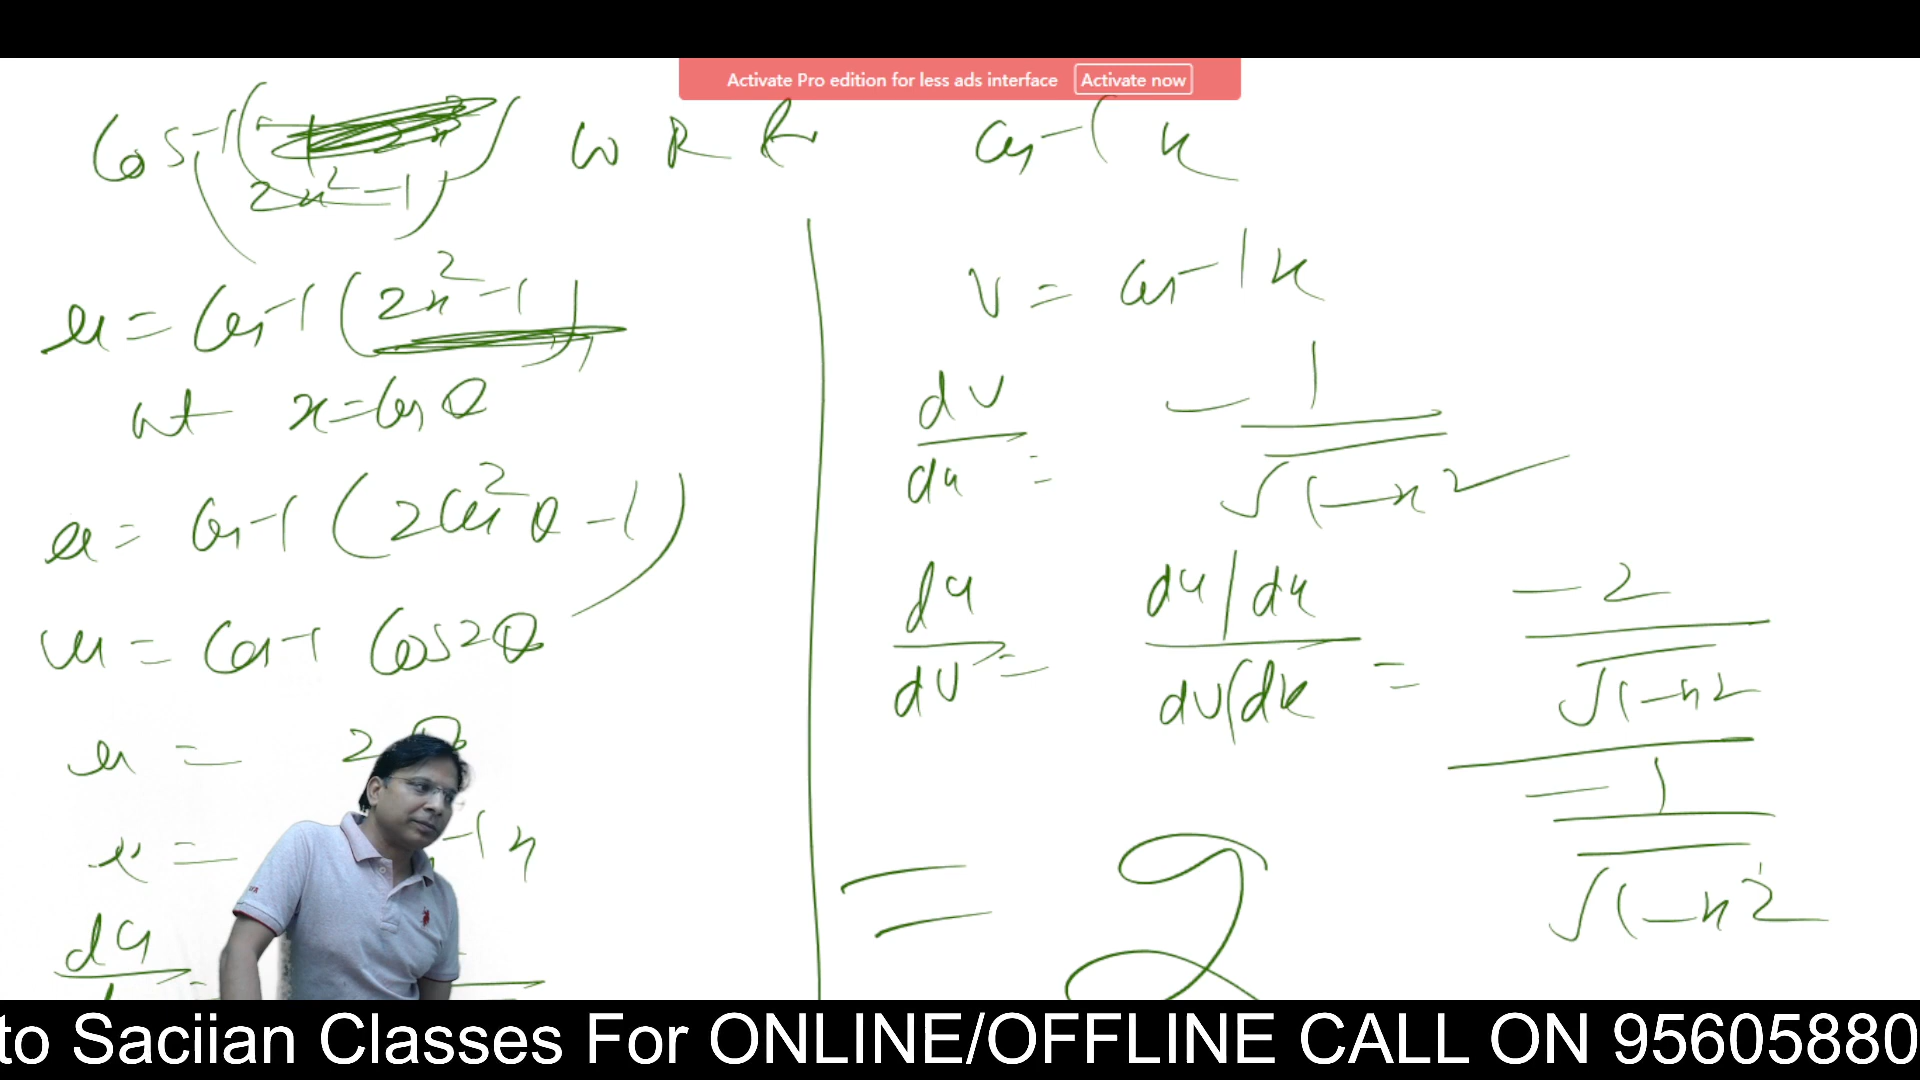 Activate Pro edition for less ads interface Activate now
Cos-1 (2x²-1) W R t Cos-1 x
u = Cos-1 (2x²-1)
Let x = Cos θ
u = Cos-1 (2Cos²θ -1)
u = Cos-1 Cos2θ
u = 2θ
u = -1 x
du
v = Cos-1 x
dv/dx = -1/√1-x²
du/dv = du/dx / dv/dx = -2/√1-x² / -1/√1-x²
= 2
to Saciian Classes For ONLINE/OFFLINE CALL ON 95605880